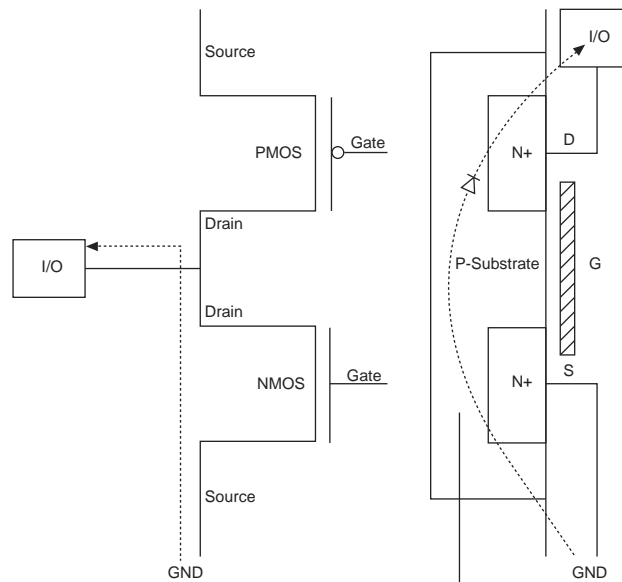 Source
PMOS
Gate
Drain
I/O
Drain
NMOS
Gate
Source
GND
I/O
N+
D
P-Substrate
G
N+
S
GND